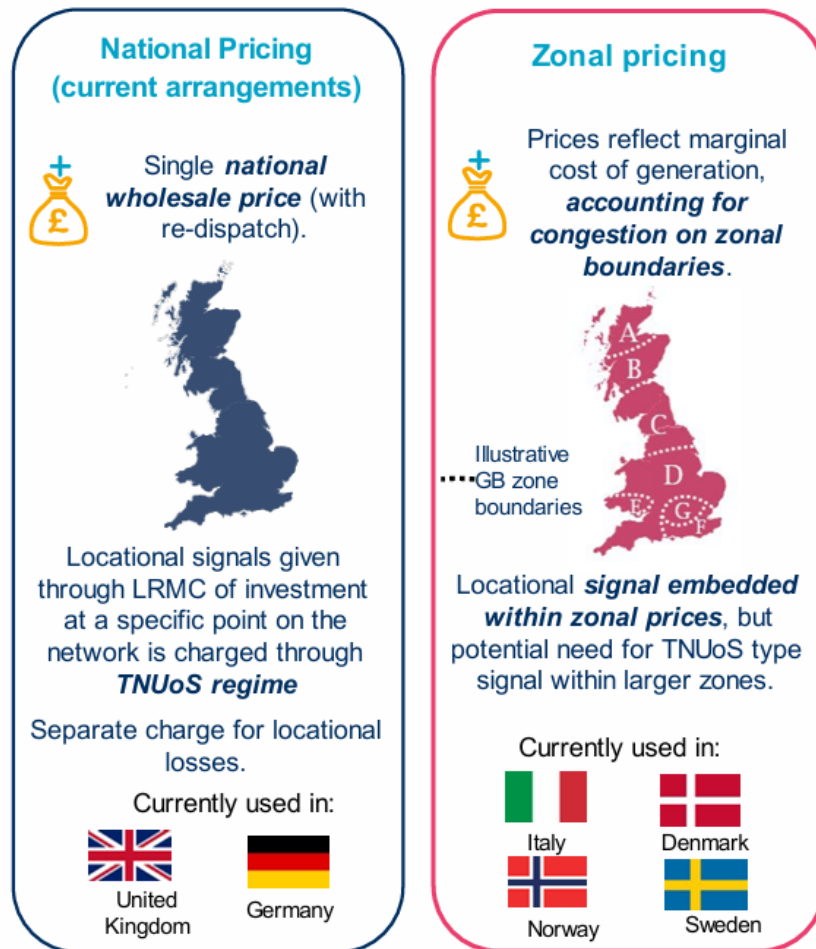 National Pricing
(current arrangements)
£
Single national
wholesale price (with
re-dispatch).
Locational signals given
through LRMC of investment
at a specific point on the
network is charged through
TNUoS regime
Separate charge for locational
losses.
Currently used in:
United
Kingdom
Germany
Zonal pricing
£
Prices reflect marginal
cost of generation,
accounting for
congestion on zonal
boundaries.
A
B
C
D
E
G
F
Illustrative
GB zone
boundaries
Locational signal embedded
within zonal prices, but
potential need for TNUoS type
signal within larger zones.
Currently used in:
Italy
Denmark
Norway
Sweden